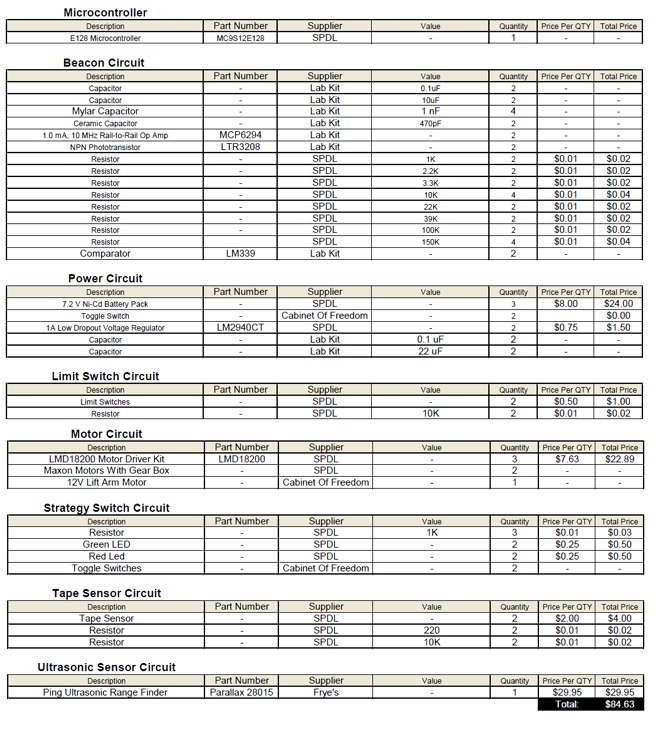 Microcontroller
Description Part Number Supplier Value Quantity Price Per QTY Total Price
E128 Microcontroller MC9S12E128 SPDL - 1 - -
Beacon Circuit
Description Part Number Supplier Value Quantity Price Per QTY Total Price
Capacitor - Lab Kit 0.1uF 2 - -
Capacitor - Lab Kit 10uF 2 - -
Mylar Capacitor - Lab Kit 1 nF 4 - -
Ceramic Capacitor - Lab Kit 470pF 2 - -
1.0 mA, 10 MHz Rail-to-Rail Op Amp MCP6294 Lab Kit - 2 - -
NPN Phototransistor LTR3208 Lab Kit - 2 - -
Resistor - SPDL 1K 2 $0.01 $0.02
Resistor - SPDL 2.2K 2 $0.01 $0.02
Resistor - SPDL 3.3K 2 $0.01 $0.02
Resistor - SPDL 10K 4 $0.01 $0.04
Resistor - SPDL 22K 2 $0.01 $0.02
Resistor - SPDL 39K 2 $0.01 $0.02
Resistor - SPDL 100K 2 $0.01 $0.02
Resistor SPDL 150K 4 $0.01 $0.04
Comparator LM339 Lab Kit - 2 - -
Power Circuit
Description Part Number Supplier Value Quantity Price Per QTY Total Price
7.2 V Ni-Cd Battery Pack - SPDL - 3 $8.00 $24.00
Toggle Switch - Cabinet Of Freedom - 2 $0.00
1A Low Dropout Voltage Regulator LM2940CT SPDL - 2 $0.75 $1.50
Capacitor - Lab Kit 0.1 uF 2 - -
Capacitor - Lab Kit 22 uF 2 - -
Limit Switch Circuit
Description Part Number Supplier Value Quantity Price Per QTY Total Price
Limit Switches - SPDL - 2 $0.50 $1.00
Resistor - SPDL 10K 2 $0.01 $0.02
Motor Circuit
Description Part Number Supplier Value Quantity Price Per QTY Total Price
LMD18200 Motor Driver Kit LMD18200 SPDL - 3 $7.63 $22.89
Maxon Motors With Gear Box - SPDL - 2 - -
12V Lift Arm Motor - Cabinet Of Freedom - 1 - -
Strategy Switch Circuit
Description Part Number Supplier Value Quantity Price Per QTY Total Price
Resistor - SPDL 1K 3 $0.01 $0.03
Green LED - SPDL - 2 $0.25 $0.50
Red Led - SPDL - 2 $0.25 $0.50
Toggle Switches - Cabinet Of Freedom - 2 - -
Tape Sensor Circuit
Description Part Number Supplier Value Quantity Price Per QTY Total Price
Tape Sensor - SPDL - 2 $2.00 $4.00
Resistor - SPDL 220 2 $0.01 $0.02
Resistor - SPDL 10K 2 $0.01 $0.02
Ultrasonic Sensor Circuit
Description Part Number Supplier Value Quantity Price Per QTY Total Price
Ping Ultrasonic Range Finder Parallax 28015 Frye's - 1 $29.95 $29.95
Total: $84.63